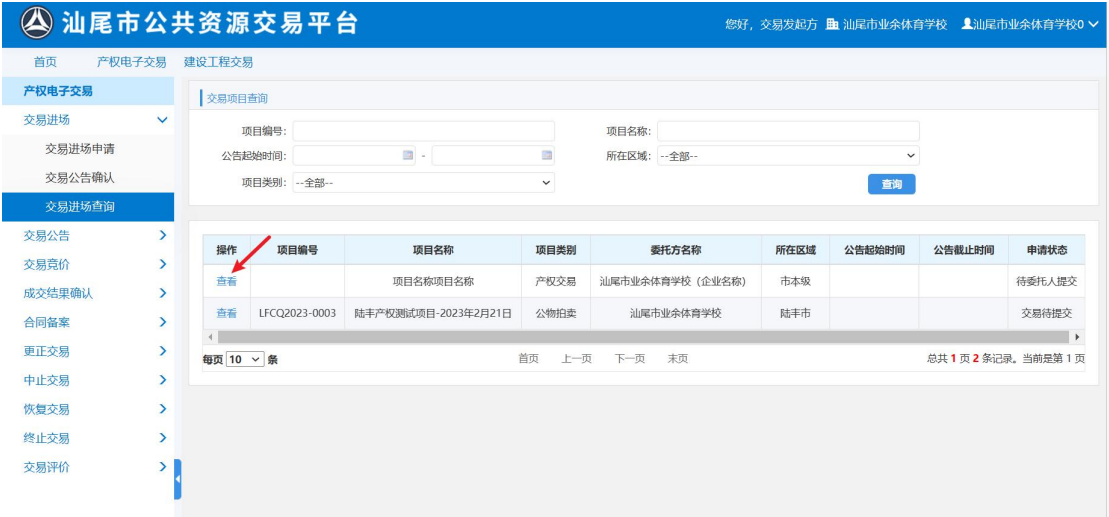 汕尾市公共资源交易平台
您好，交易发起方 汕尾市业余体育学校 汕尾市业余体育学校0
首页 产权电子交易 建设工程交易
产权电子交易
交易进场
交易进场申请
交易公告确认
交易进场查询
交易公告
交易竞价
成交结果确认
合同备案
更正交易
中止交易
恢复交易
终止交易
交易评价
交易项目查询
项目编号： 项目名称：
公告起始时间： - 所在区域： --全部--
项目类别： --全部-- 查询
操作 项目编号 项目名称 项目类别 委托方名称 所在区域 公告起始时间 公告截止时间 申请状态
查看 项目名称项目名称 产权交易 汕尾市业余体育学校（企业名称） 市本级 待委托人提交
查看 LFCQ2023-0003 陆丰产权测试项目-2023年2月21日 公物拍卖 汕尾市业余体育学校 陆丰市 交易待提交
每页 10 条 首页 上一页 下一页 末页 总共 1 页 2 条记录。当前是第 1 页